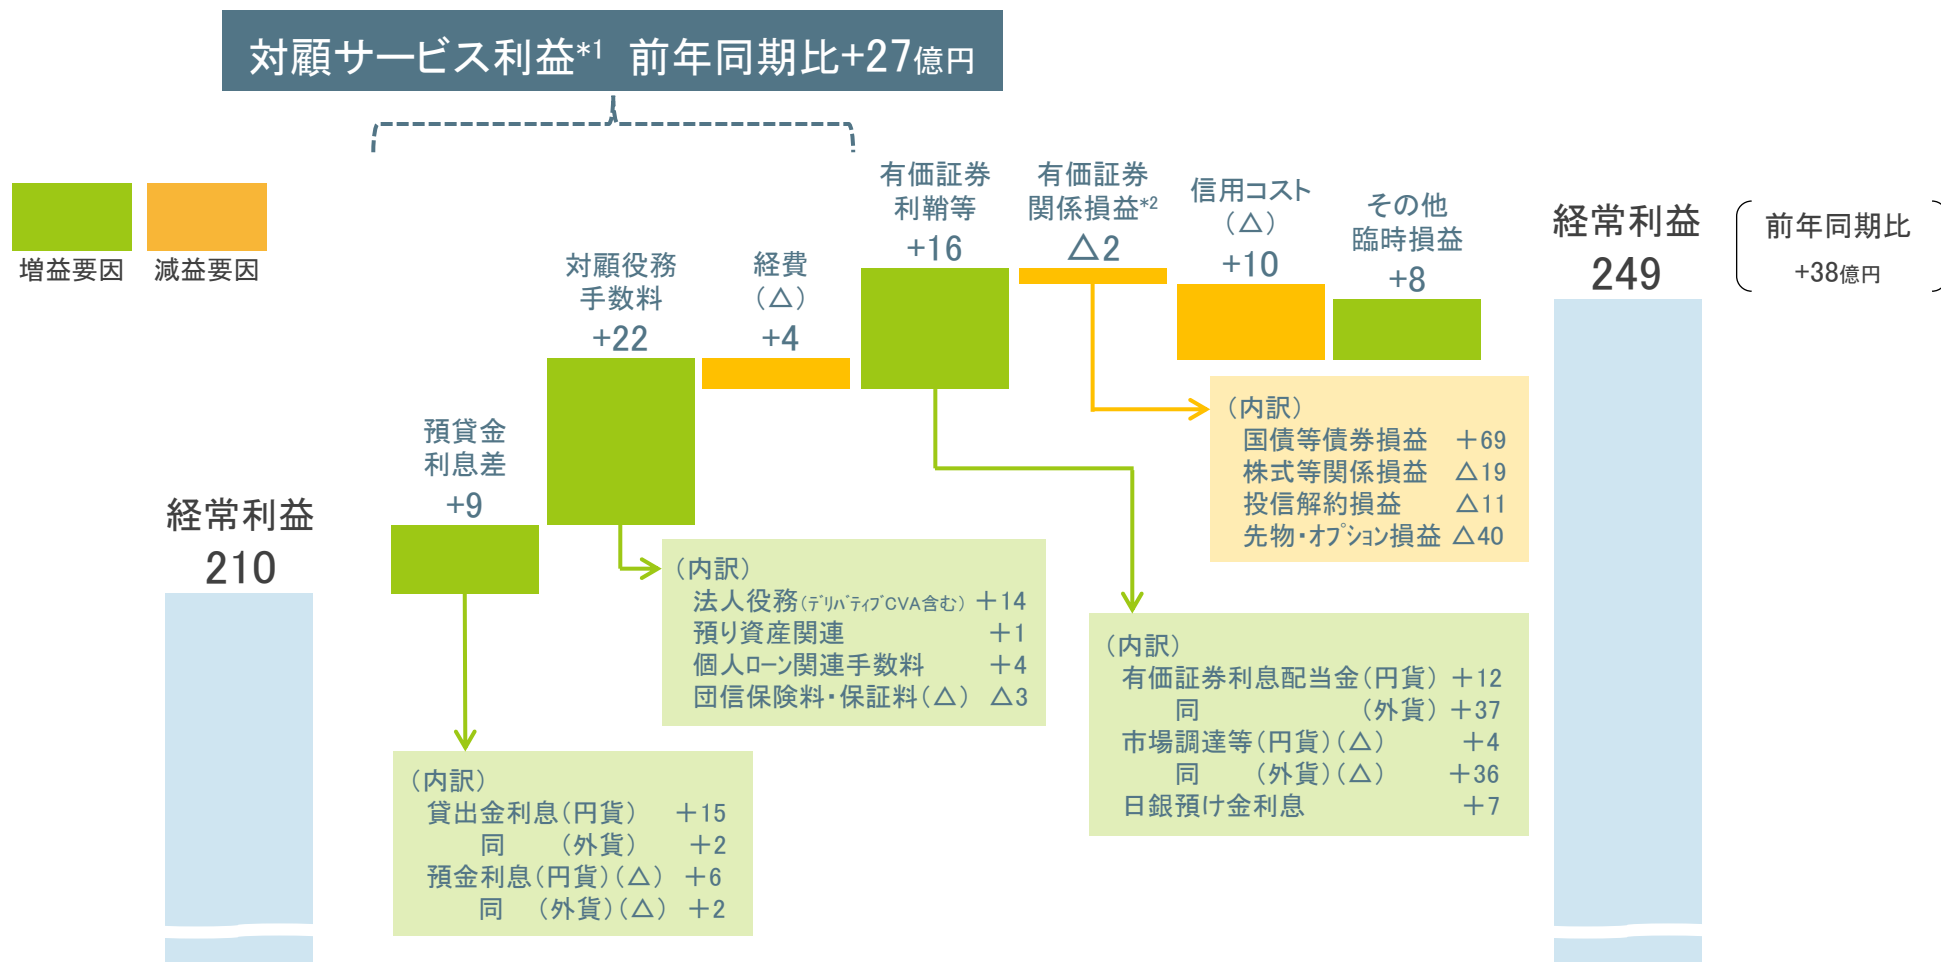 対顧サービス利益*1 前年同期比+27億円
増益要因
減益要因
経常利益
210
預貸金
利息差
+9
対顧役務
手数料
+22
経費
(△)
+4
有価証券
利鞘等
+16
有価証券
関係損益*2
△2
信用コスト
(△)
+10
その他
臨時損益
+8
経常利益
249
前年同期比
+38億円
(内訳)
貸出金利息(円貨) +15
同 (外貨) +2
預金利息(円貨)(△) +6
同 (外貨)(△) +2
(内訳)
法人役務(デリバティブCVA含む) +14
預り資産関連 +1
個人ローン関連手数料 +4
団信保険料・保証料(△) △3
(内訳)
有価証券利息配当金(円貨) +12
同 (外貨) +37
市場調達等(円貨)(△) +4
同 (外貨)(△) +36
日銀預け金利息 +7
(内訳)
国債等債券損益 +69
株式等関係損益 △19
投信解約損益 △11
先物・オプション損益 △40